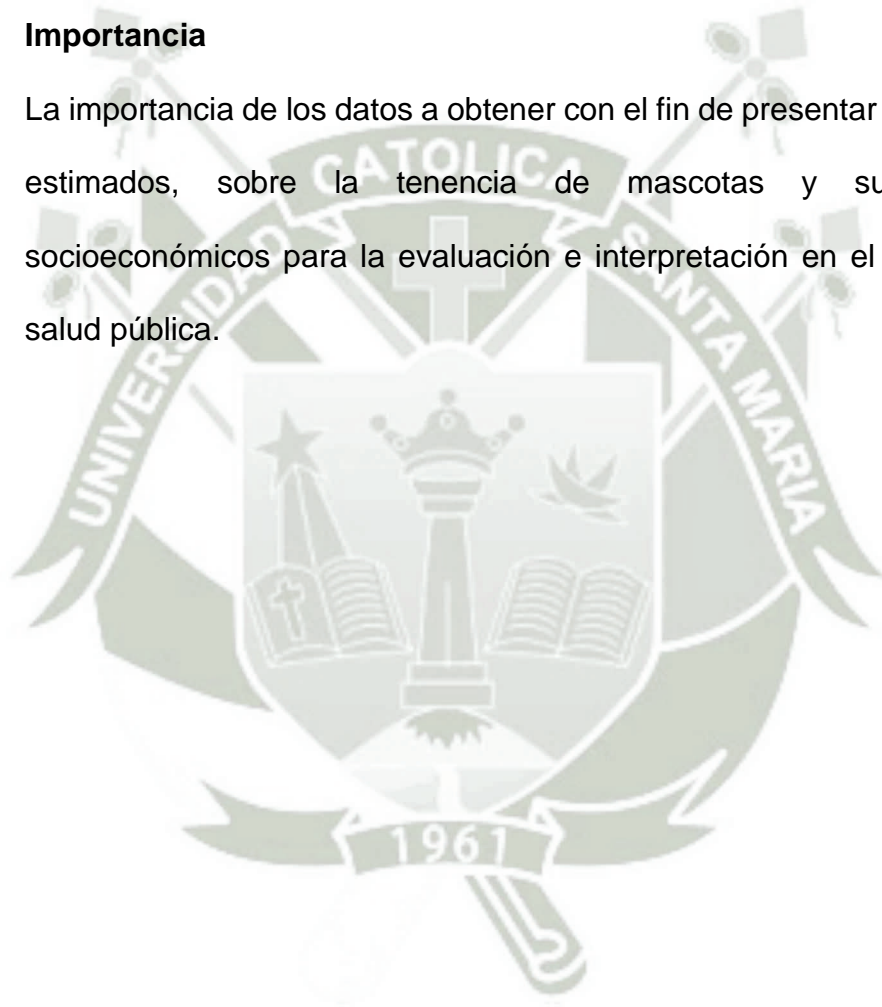 Importancia
La importancia de los datos a obtener con el fin de presentar
estimados, sobre la tenencia de mascotas y su
socioeconómicos para la evaluación e interpretación en el
salud pública.
UNIVERSIDAD CATOLICA SANTA MARIA
1961